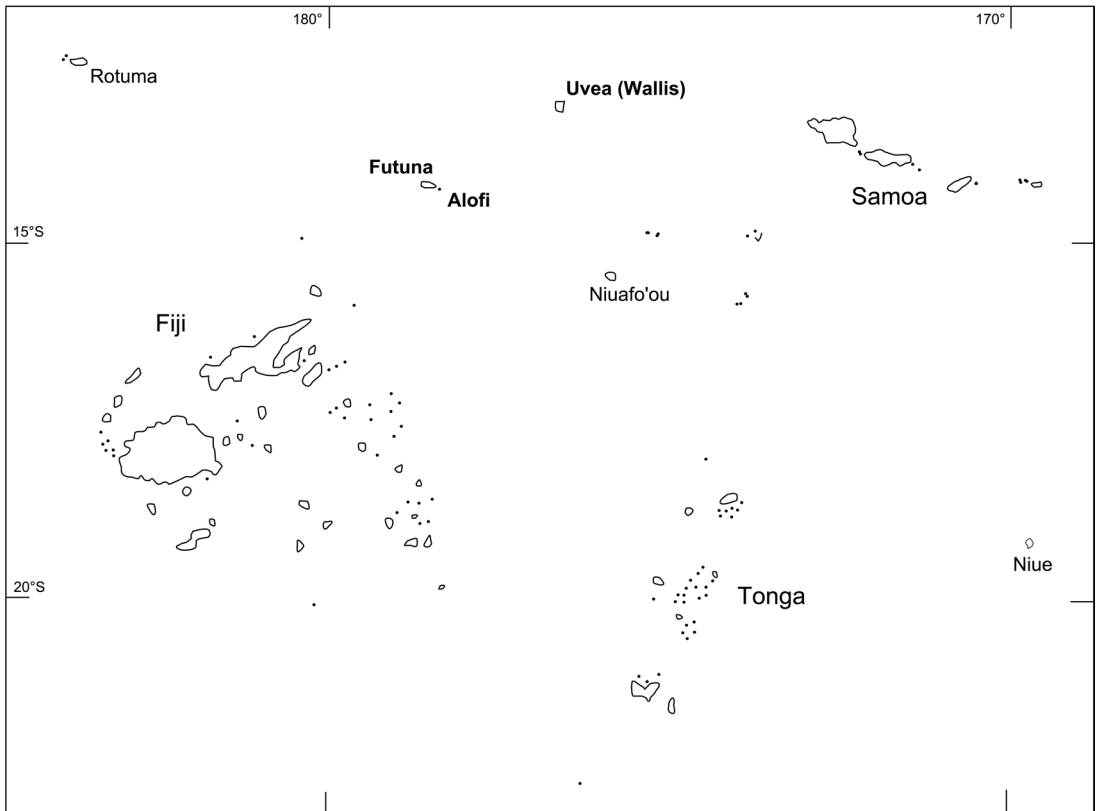 180°
170°
Rotuma
Uvea (Wallis)
Futuna
Alofi
Samoa
15°S
Niuafo'ou
Fiji
Niue
20°S
Tonga